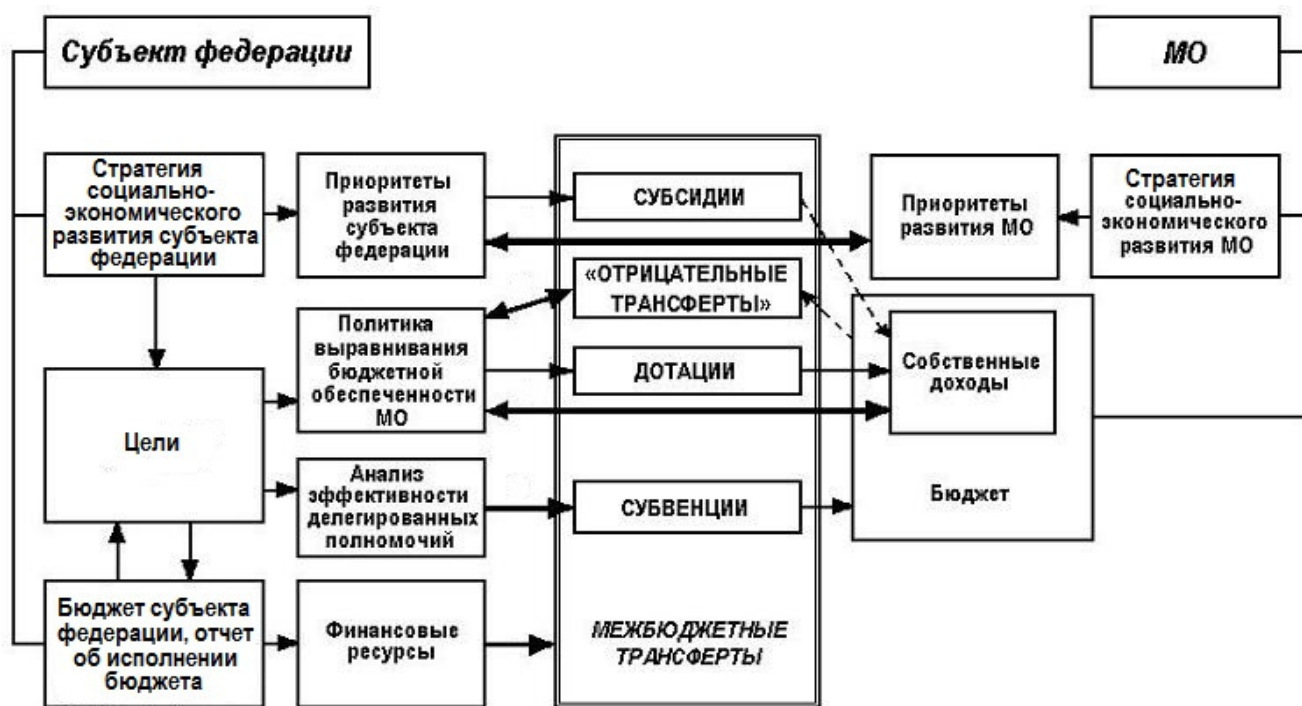 Субъект федерации
МО
Стратегия
социально-
экономического
развития субъекта
федерации
Приоритеты
развития
субъекта
федерации
СУБСИДИИ
Приоритеты
развития МО
Стратегия
социально-
экономического
развития МО
«ОТРИЦАТЕЛЬНЫЕ
ТРАНСФЕРТЫ»
Политика
выравнивания
бюджетной
обеспеченности
МО
ДОТАЦИИ
Собственные
доходы
Цели
Анализ
эффективности
делегированных
полномочий
СУБВЕНЦИИ
Бюджет
Бюджет субъекта
федерации, отчет
об исполнении
бюджета
Финансовые
ресурсы
МЕЖБЮДЖЕТНЫЕ
ТРАНСФЕРТЫ